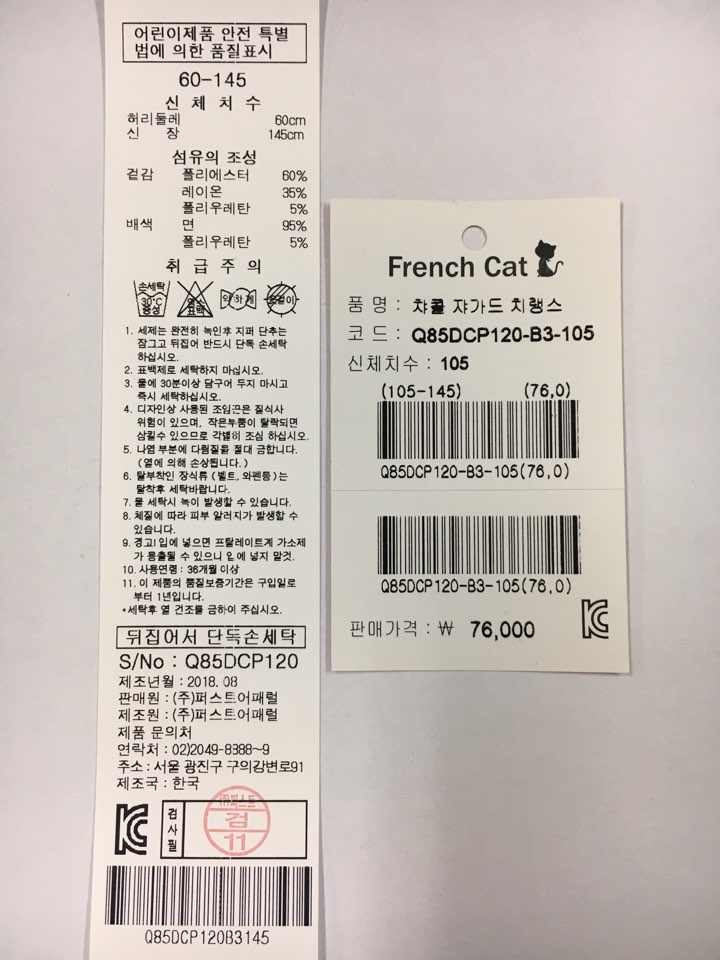 어린이제품 안전 특별
법에 의한 품질표시
60-145
신 체 치 수
허리둘레 60cm
신 장 145cm
섬유의 조성
겉감 폴리에스터 60%
레이온 35%
폴리우레탄 5%
배색 면 95%
폴리우레탄 5%
취 급 주 의
손세탁 30°C 중성 염소 표백 약하게 옷걸이
1. 세제는 완전히 녹인후 지퍼 단추는
잠그고 뒤집어 반드시 단독 손세탁
하십시오.
2. 표백제로 세탁하지 마십시오.
3. 물에 30분이상 담구어 두지 마시고
즉시 세탁하십시오.
4. 디자인상 사용된 조임끈은 질식사
위험이 있으며, 작은부품이 탈락되면
삼킬수 있으므로 각별히 조심 하십시오.
5. 나염 부분에 다림질을 절대 금합니다.
(열에 의해 손상됩니다.)
6. 탈부착인 장식류 (벨트, 와펜등)는
탈착후 세탁바랍니다.
7. 물 세탁시 녹이 발생할 수 있습니다.
8. 체질에 따라 피부 알러지가 발생할 수
있습니다.
9. 경고! 입에 넣으면 프탈레이트계 가소제
가 용출될 수 있으니 입에 넣지 말것.
10. 사용연령 : 36개월 이상
11. 이 제품의 품질보증기간은 구입일로
부터 1년입니다.
*세탁후 열 건조를 금하여 주십시오.
뒤집어서 단독손세탁
S/No : Q85DCP120
제조년월 : 2018. 08
판매원 : (주)퍼스트어패럴
제조원 : (주)퍼스트어패럴
제품 문의처
연락처 : 02)2049-8388~9
주소 : 서울 광진구 구의강변로91
제조국 : 한국
KC 검사필 (주)퍼스트 검 11
Q85DCP120B3145
French Cat
품 명 : 챠콜 쟈가드 치랭스
코 드 : Q85DCP120-B3-105
신체치수 : 105
(105-145) (76,0)
Q85DCP120-B3-105(76,0)
Q85DCP120-B3-105(76,0)
판매가격 : ₩ 76,000 KC